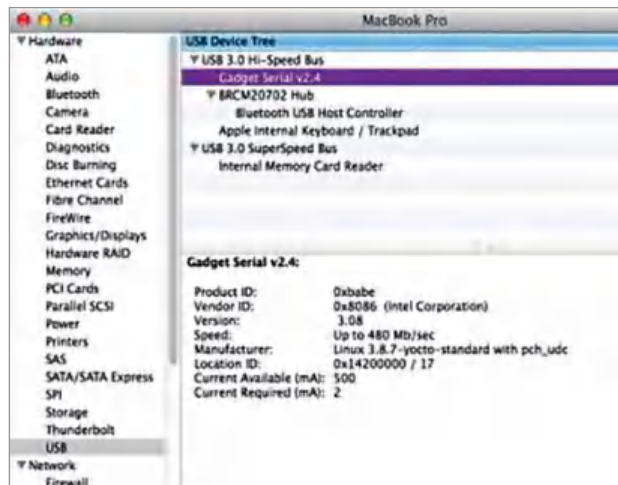 MacBook Pro
▼ Hardware
ATA
Audio
Bluetooth
Camera
Card Reader
Diagnostics
Disc Burning
Ethernet Cards
Fibre Channel
FireWire
Graphics/Displays
Hardware RAID
Memory
PCI Cards
Parallel SCSI
Power
Printers
SAS
SATA/SATA Express
SPI
Storage
Thunderbolt
USB
▼ Network
Firewall
USB Device Tree
▼ USB 3.0 Hi-Speed Bus
Gadget Serial v2.4
▼ BRCM20702 Hub
Bluetooth USB Host Controller
Apple Internal Keyboard / Trackpad
▼ USB 3.0 SuperSpeed Bus
Internal Memory Card Reader
Gadget Serial v2.4:
Product ID: 0xbabe
Vendor ID: 0x8086 (Intel Corporation)
Version: 3.08
Speed: Up to 480 Mb/sec
Manufacturer: Linux 3.8.7-yocto-standard with pch_udc
Location ID: 0x14200000 / 17
Current Available (mA): 500
Current Required (mA): 2